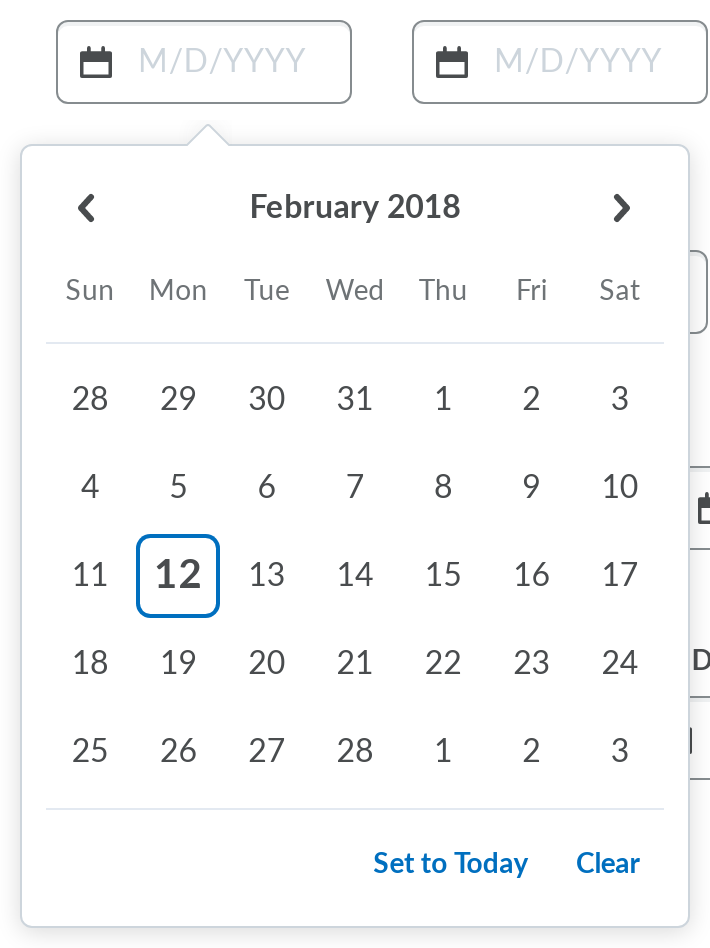 M/D/YYYY M/D/YYYY
February 2018
Sun Mon Tue Wed Thu Fri Sat
28 29 30 31 1 2 3
4 5 6 7 8 9 10
11 12 13 14 15 16 17
18 19 20 21 22 23 24
D
25 26 27 28 1 2 3
Set to Today Clear